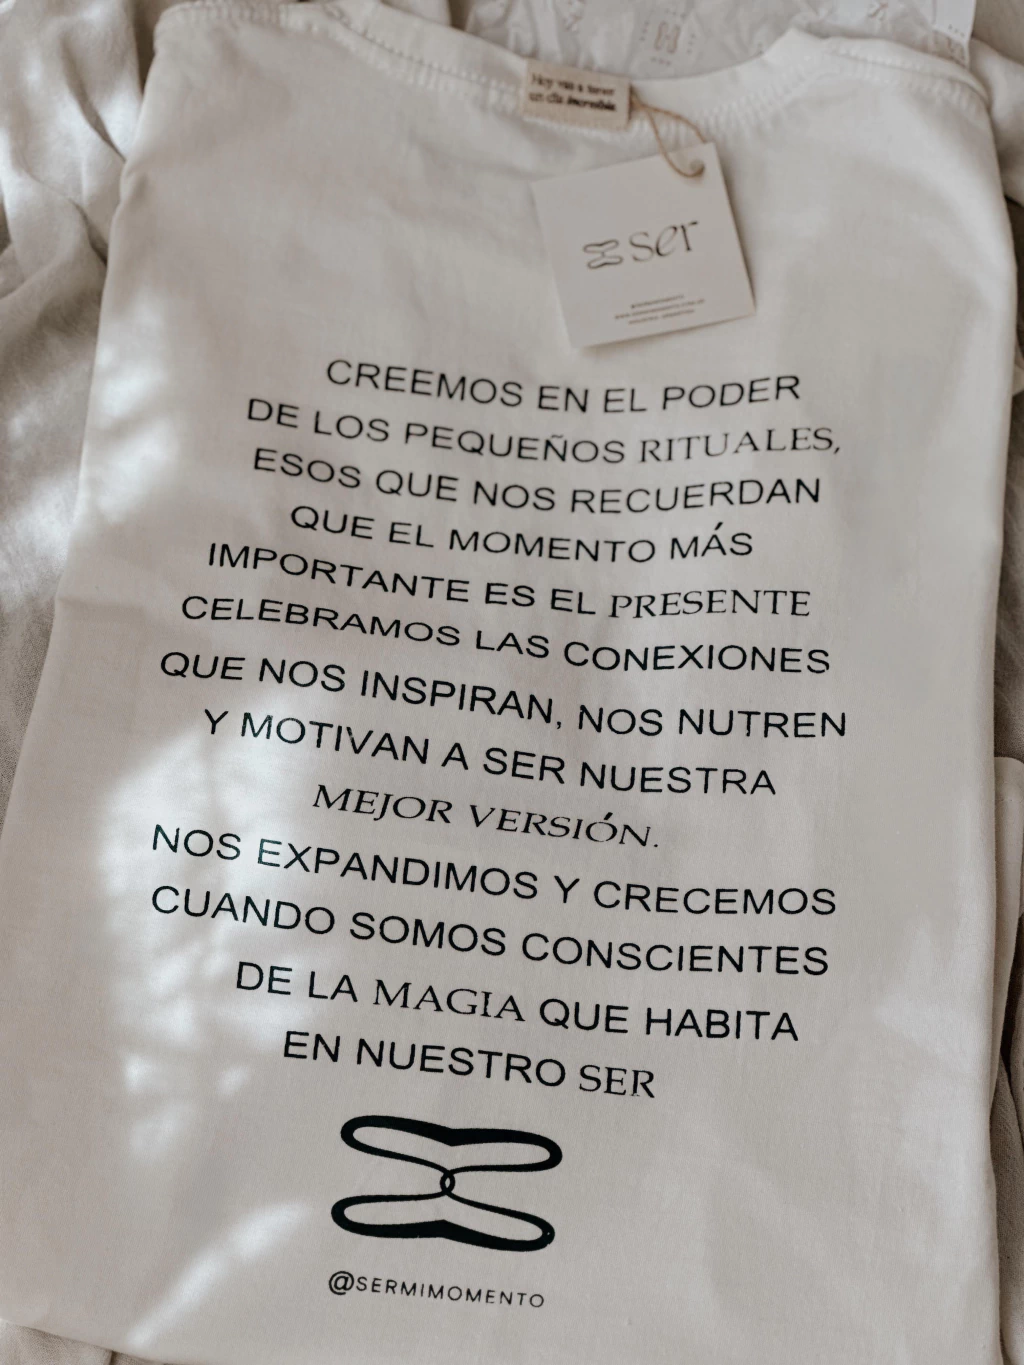 Hoy vas a tener
un día increíble
ser
CREEMOS EN EL PODER
DE LOS PEQUEÑOS RITUALES,
ESOS QUE NOS RECUERDAN
QUE EL MOMENTO MÁS
IMPORTANTE ES EL PRESENTE
CELEBRAMOS LAS CONEXIONES
QUE NOS INSPIRAN, NOS NUTREN
Y MOTIVAN A SER NUESTRA
MEJOR VERSIÓN.
NOS EXPANDIMOS Y CRECEMOS
CUANDO SOMOS CONSCIENTES
DE LA MAGIA QUE HABITA
EN NUESTRO SER
@SERMIMOMENTO